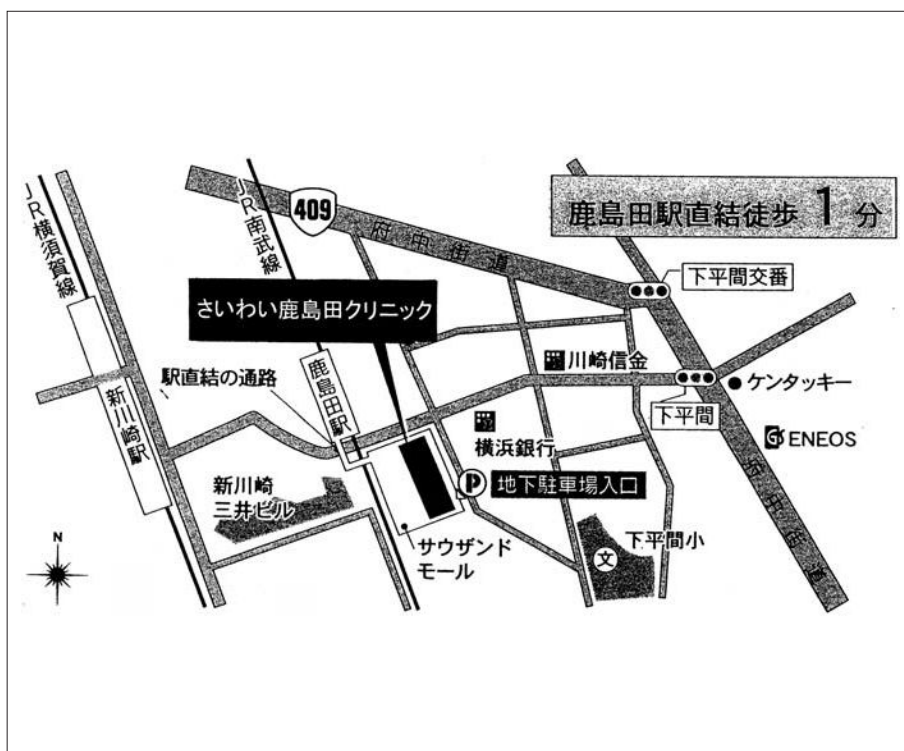 鹿島田駅直結徒歩 1 分
409
府中街道
JR横須賀線
JR南武線
下平間交番
さいわい鹿島田クリニック
川崎信金
駅直結の通路
鹿島田駅
新川崎駅
ケンタッキー
下平間
横浜銀行
ENEOS
P
地下駐車場入口
新川崎
三井ビル
府中街道
下平間小
文
サウザンド
モール
N